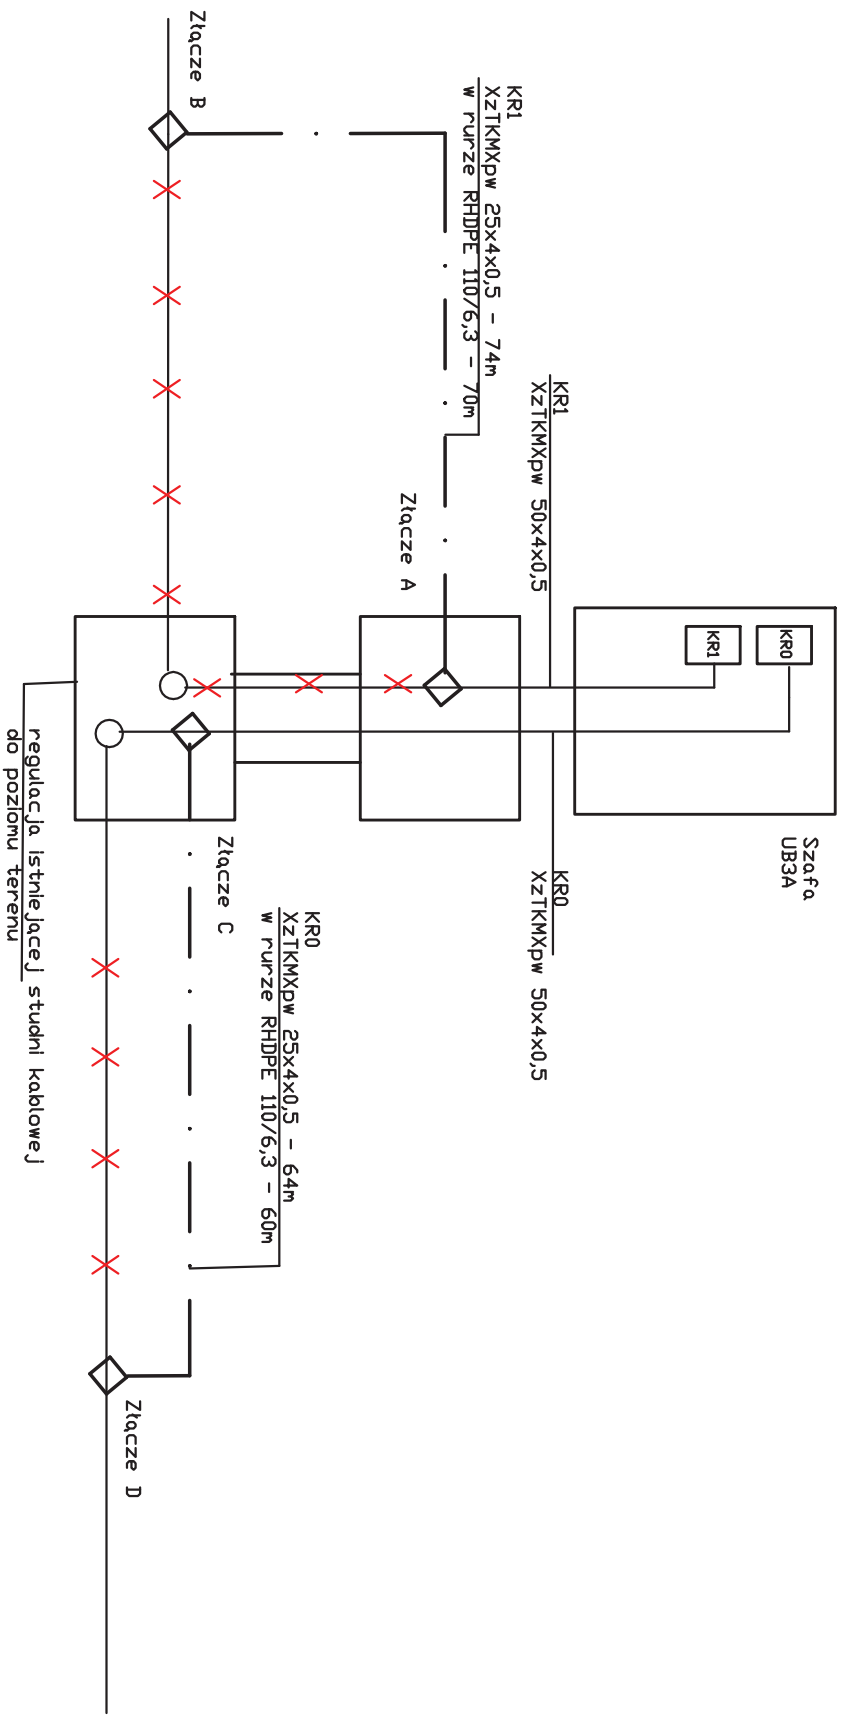 Złącze B
KR1
XzTKMXpw 25x4x0,5 - 74m
w rurze RHDPE 110/6,3 - 70m
KR1
XzTKMXpw 50x4x0,5
Złącze A
KR1
KR0
Szafa
UB3A
KR0
XzTKMXpw 50x4x0,5
Złącze C
KR0
XzTKMXpw 25x4x0,5 - 64m
w rurze RHDPE 110/6,3 - 60m
regulacja istniejącej studni kablowej
do poziomu terenu
Złącze D